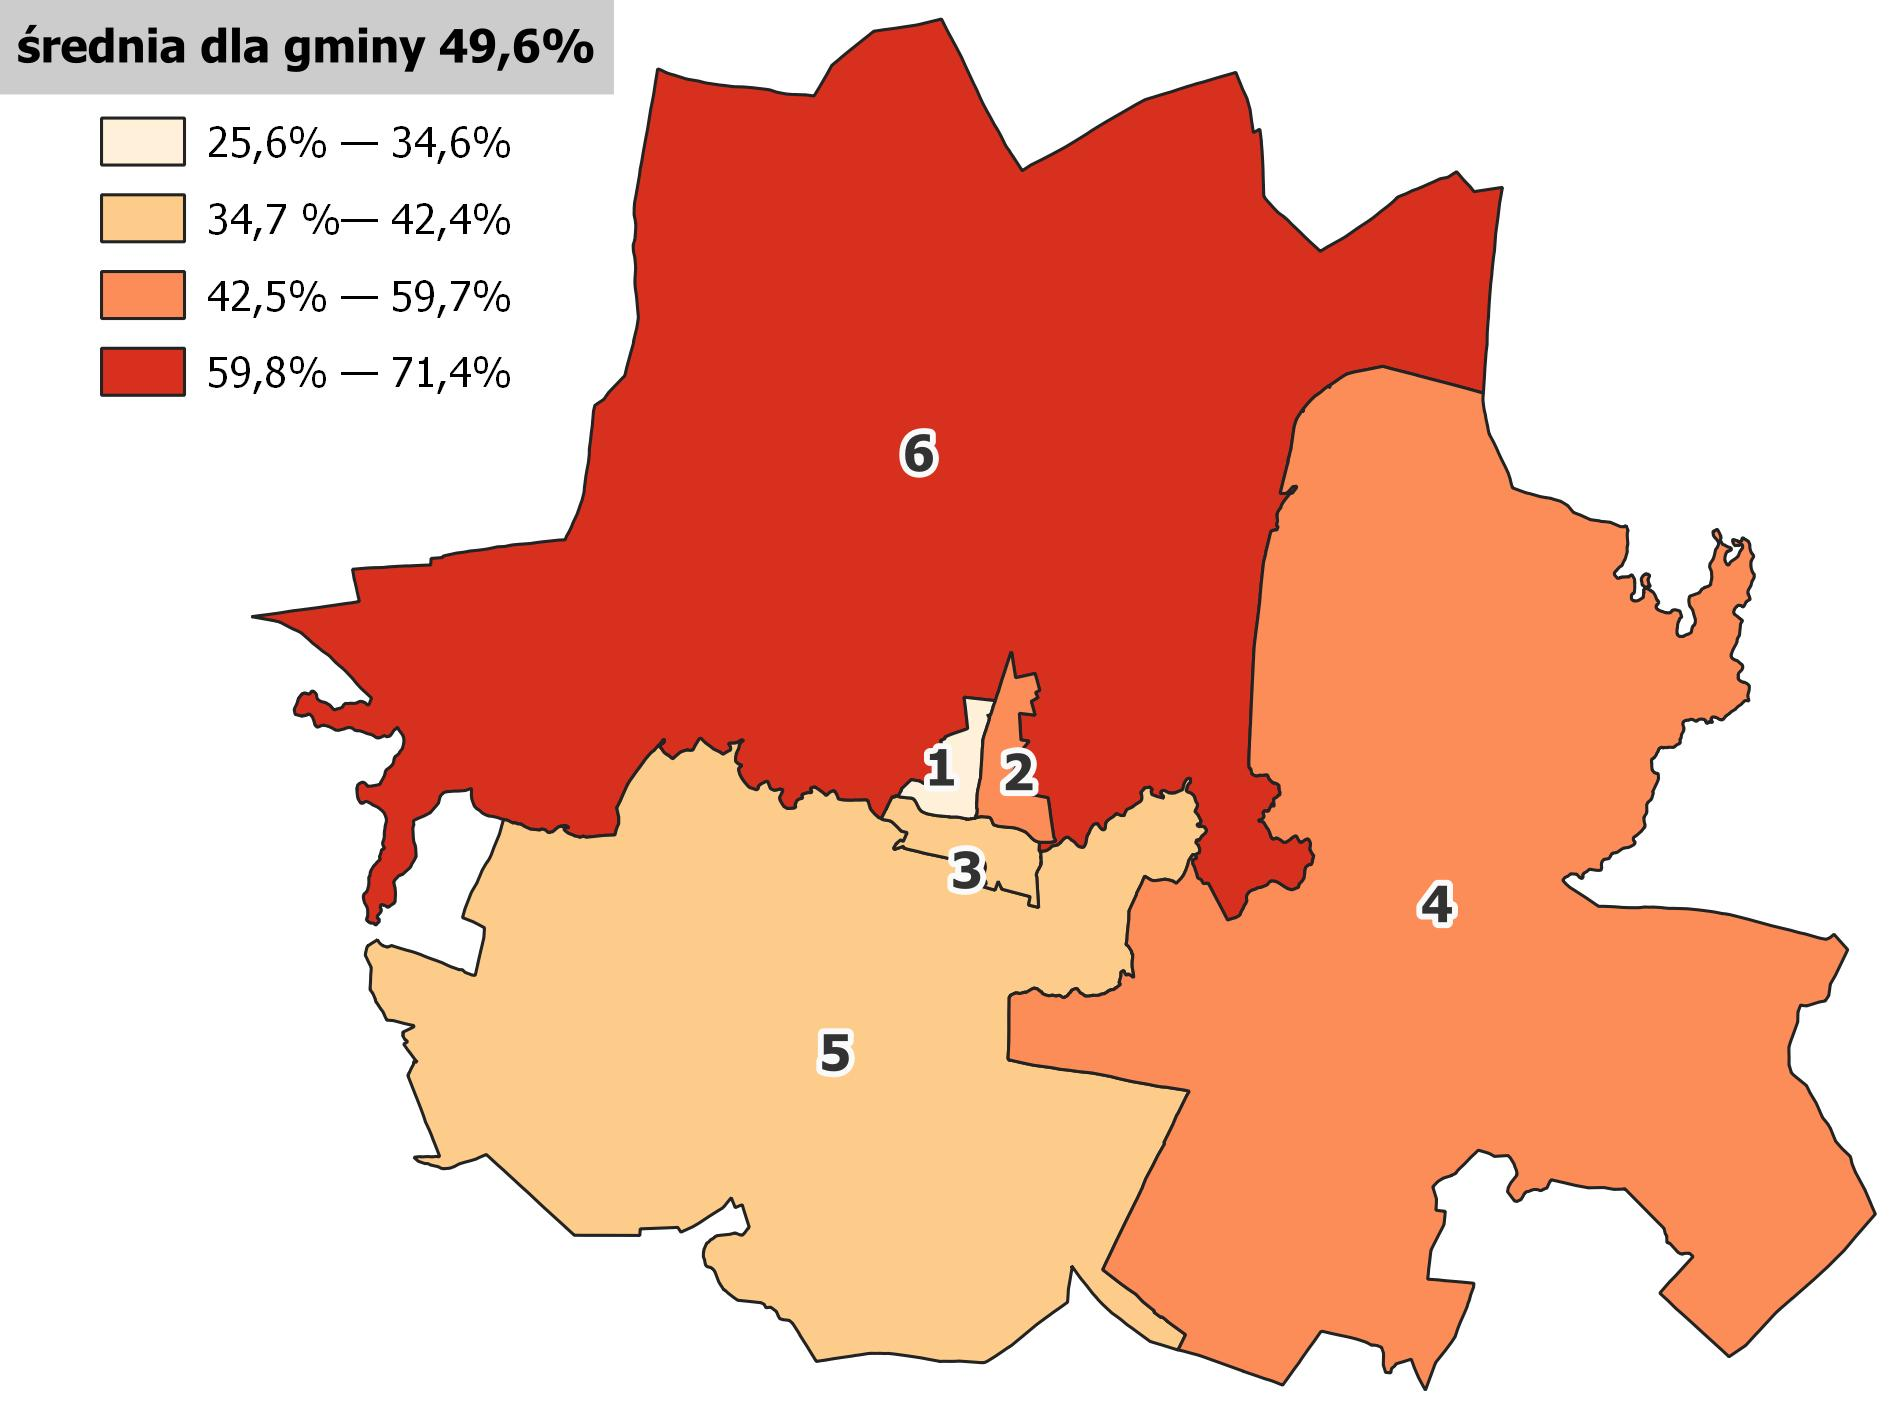 średnia dla gminy 49,6%
25,6% — 34,6%
34,7 %— 42,4%
42,5% — 59,7%
59,8% — 71,4%
6
1
2
3
4
5